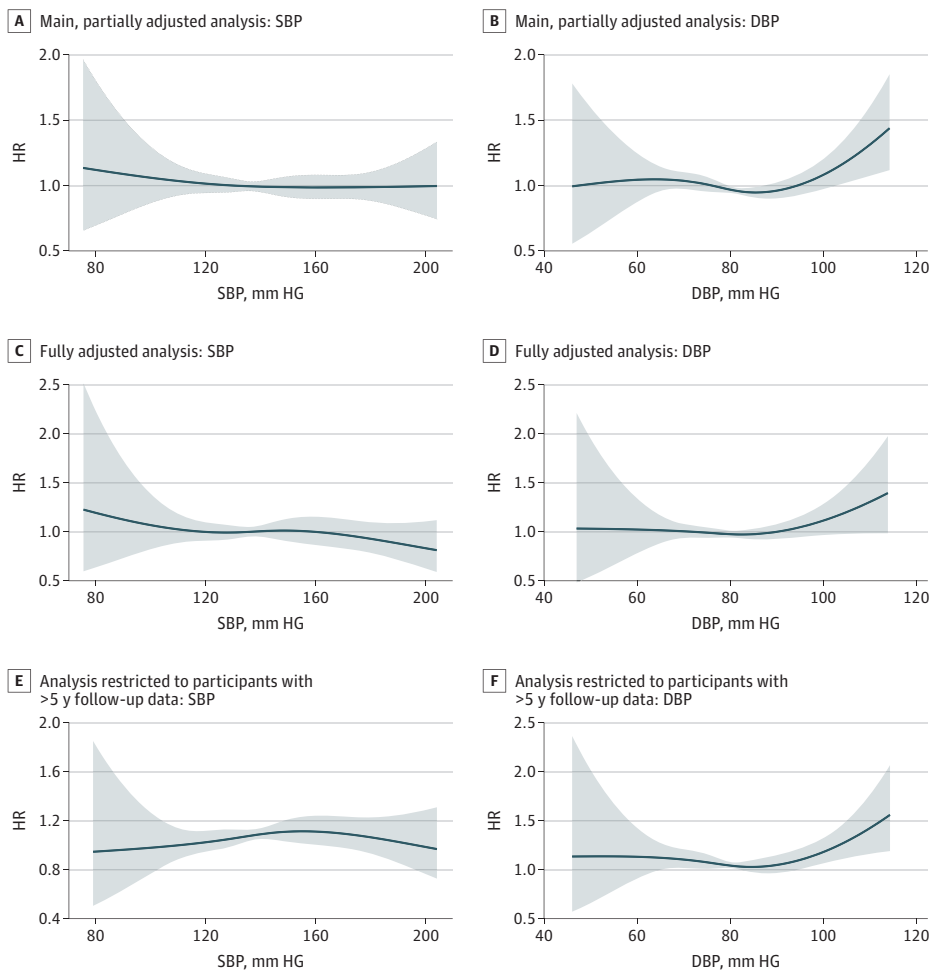 A Main, partially adjusted analysis: SBP
2.0
1.5
1.0
0.5
HR
80 120 160 200
SBP, mm HG
B Main, partially adjusted analysis: DBP
2.0
1.5
1.0
0.5
HR
40 60 80 100 120
DBP, mm HG
C Fully adjusted analysis: SBP
2.5
2.0
1.5
1.0
0.5
HR
80 120 160 200
SBP, mm HG
D Fully adjusted analysis: DBP
2.5
2.0
1.5
1.0
0.5
HR
40 60 80 100 120
DBP, mm HG
E Analysis restricted to participants with
>5 y follow-up data: SBP
2.0
1.6
1.2
0.8
0.4
HR
80 120 160 200
SBP, mm HG
F Analysis restricted to participants with
>5 y follow-up data: DBP
2.5
2.0
1.5
1.0
0.5
HR
40 60 80 100 120
DBP, mm HG